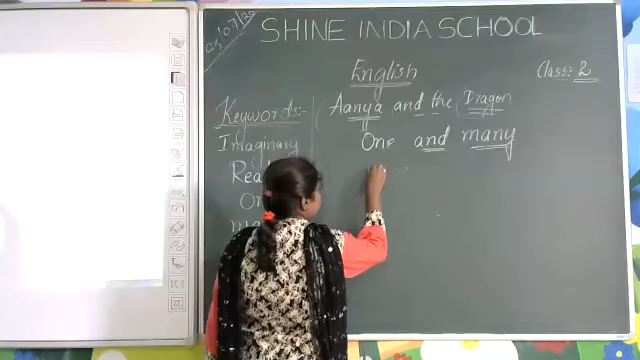 SHINE INDIA SCHOOL
English
Class: 2
Keywords:-
Aanya and the Dragon
Imaginary
One and many